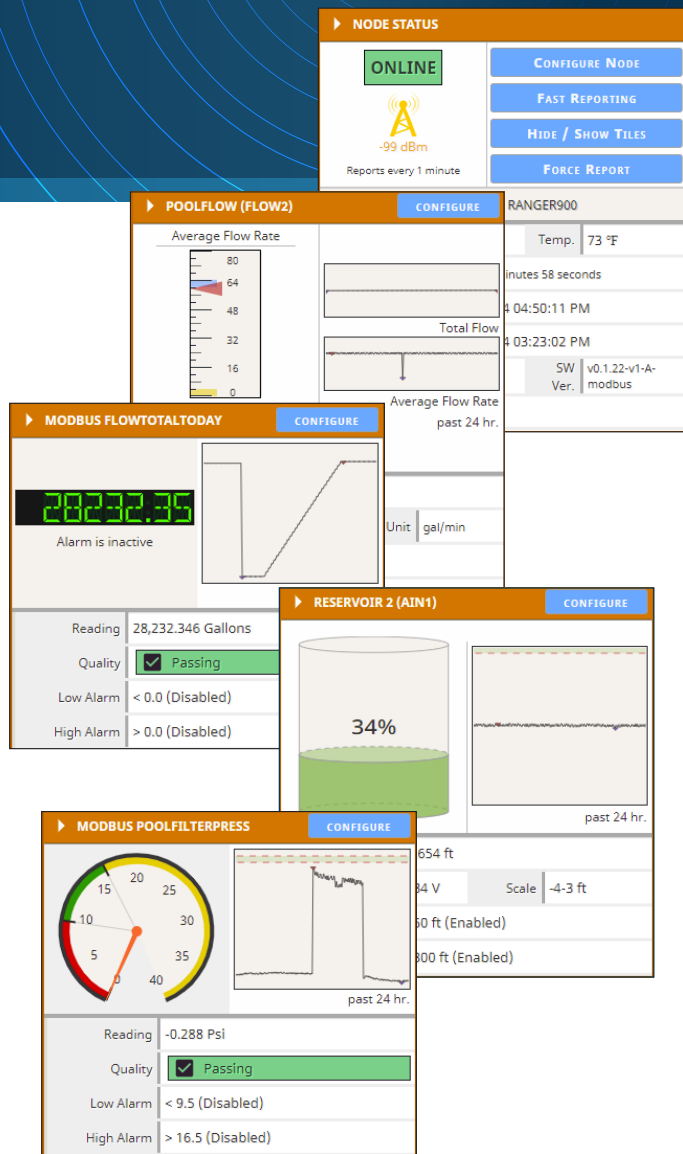 NODE STATUS
ONLINE
-99 dBm
Reports every 1 minute
CONFIGURE NODE
FAST REPORTING
HIDE / SHOW TILES
FORCE REPORT
RANGER900
Temp. 73 °F
inutes 58 seconds
4 04:50:11 PM
4 03:23:02 PM
SW Ver. v0.1.22-v1-A-
modbus
POOLFLOW (FLOW2)
CONFIGURE
Average Flow Rate
80
64
48
32
16
0
Total Flow
Average Flow Rate
past 24 hr.
Unit gal/min
MODBUS FLOWTOTALTODAY
CONFIGURE
28232.35
Alarm is inactive
Reading 28,232.346 Gallons
Quality Passing
Low Alarm < 0.0 (Disabled)
High Alarm > 0.0 (Disabled)
RESERVOIR 2 (AIN1)
CONFIGURE
34%
past 24 hr.
654 ft
34 V Scale -4-3 ft
50 ft (Enabled)
300 ft (Enabled)
MODBUS POOLFILTERPRESS
CONFIGURE
0
5
10
15
20
25
30
35
40
past 24 hr.
Reading -0.288 Psi
Quality Passing
Low Alarm < 9.5 (Disabled)
High Alarm > 16.5 (Disabled)